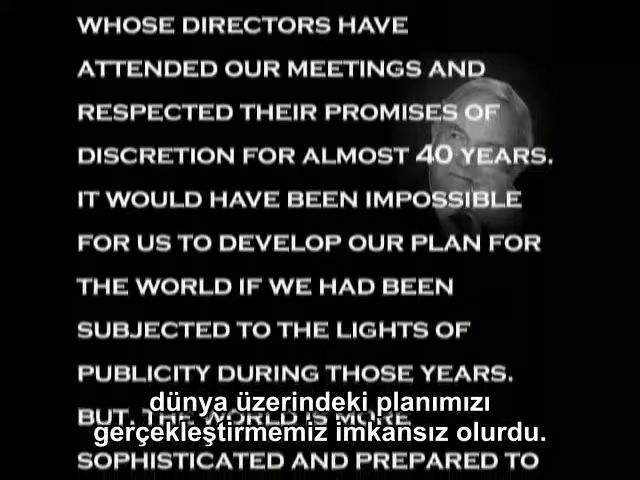 WHOSE DIRECTORS HAVE
ATTENDED OUR MEETINGS AND
RESPECTED THEIR PROMISES OF
DISCRETION FOR ALMOST 40 YEARS.
IT WOULD HAVE BEEN IMPOSSIBLE
FOR US TO DEVELOP OUR PLAN FOR
THE WORLD IF WE HAD BEEN
SUBJECTED TO THE LIGHTS OF
PUBLICITY DURING THOSE YEARS.
BUT, THE WORLD IS MORE
SOPHISTICATED AND PREPARED TO
dünya üzerindeki planımızı
gerçekleştirmemiz imkansız olurdu.